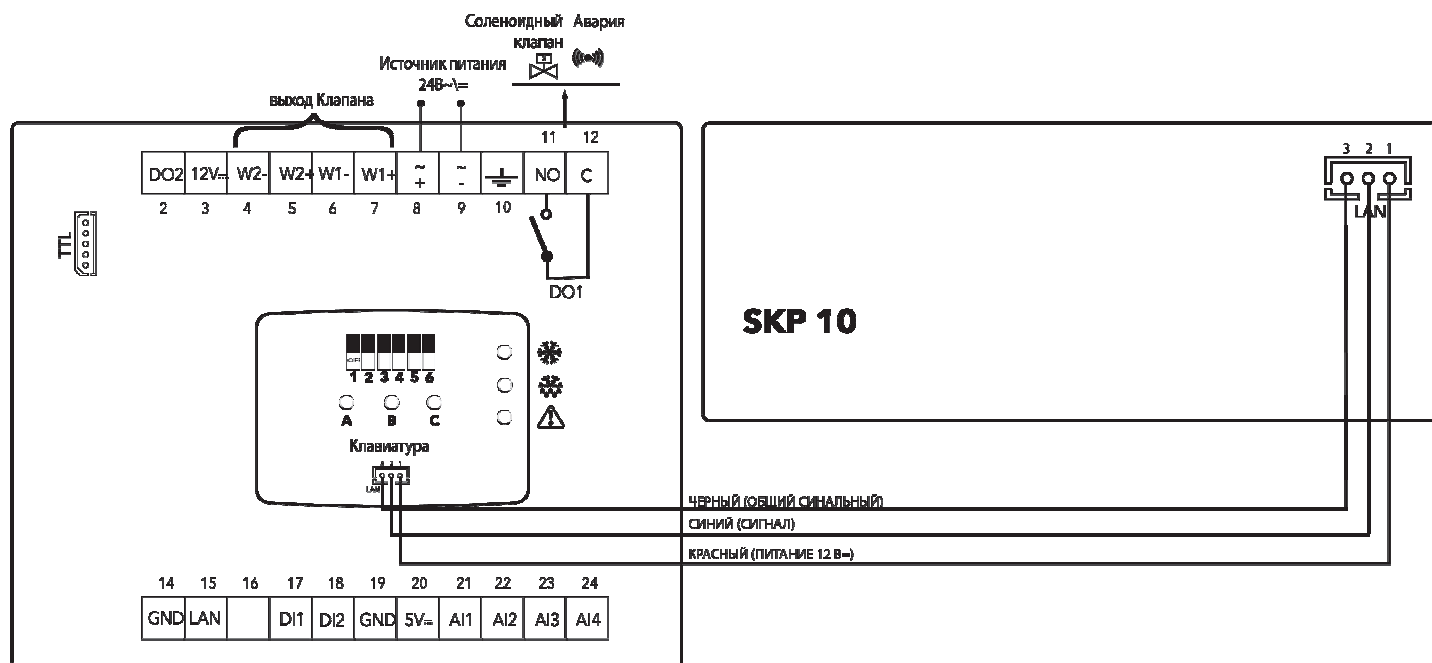 Соленоидный Авария
клапан
Источник питания
24В~\=
выход Клапана
11 12
DO2 12V= W2- W2+ W1- W1+ ~ + ~ - NO C
2 3 4 5 6 7 8 9 10
TTL
DO1
1 2 3 4 5 6
A B C
Клавиатура
3 2 1
LAN
3 2 1
LAN
SKP 10
ЧЕРНЫЙ (ОБЩИЙ СИНАЛЬНЫЙ)
СИНИЙ (СИГНАЛ)
КРАСНЫЙ (ПИТАНИЕ 12 В=)
14 15 16 17 18 19 20 21 22 23 24
GND LAN DI1 DI2 GND 5V= AI1 AI2 AI3 AI4